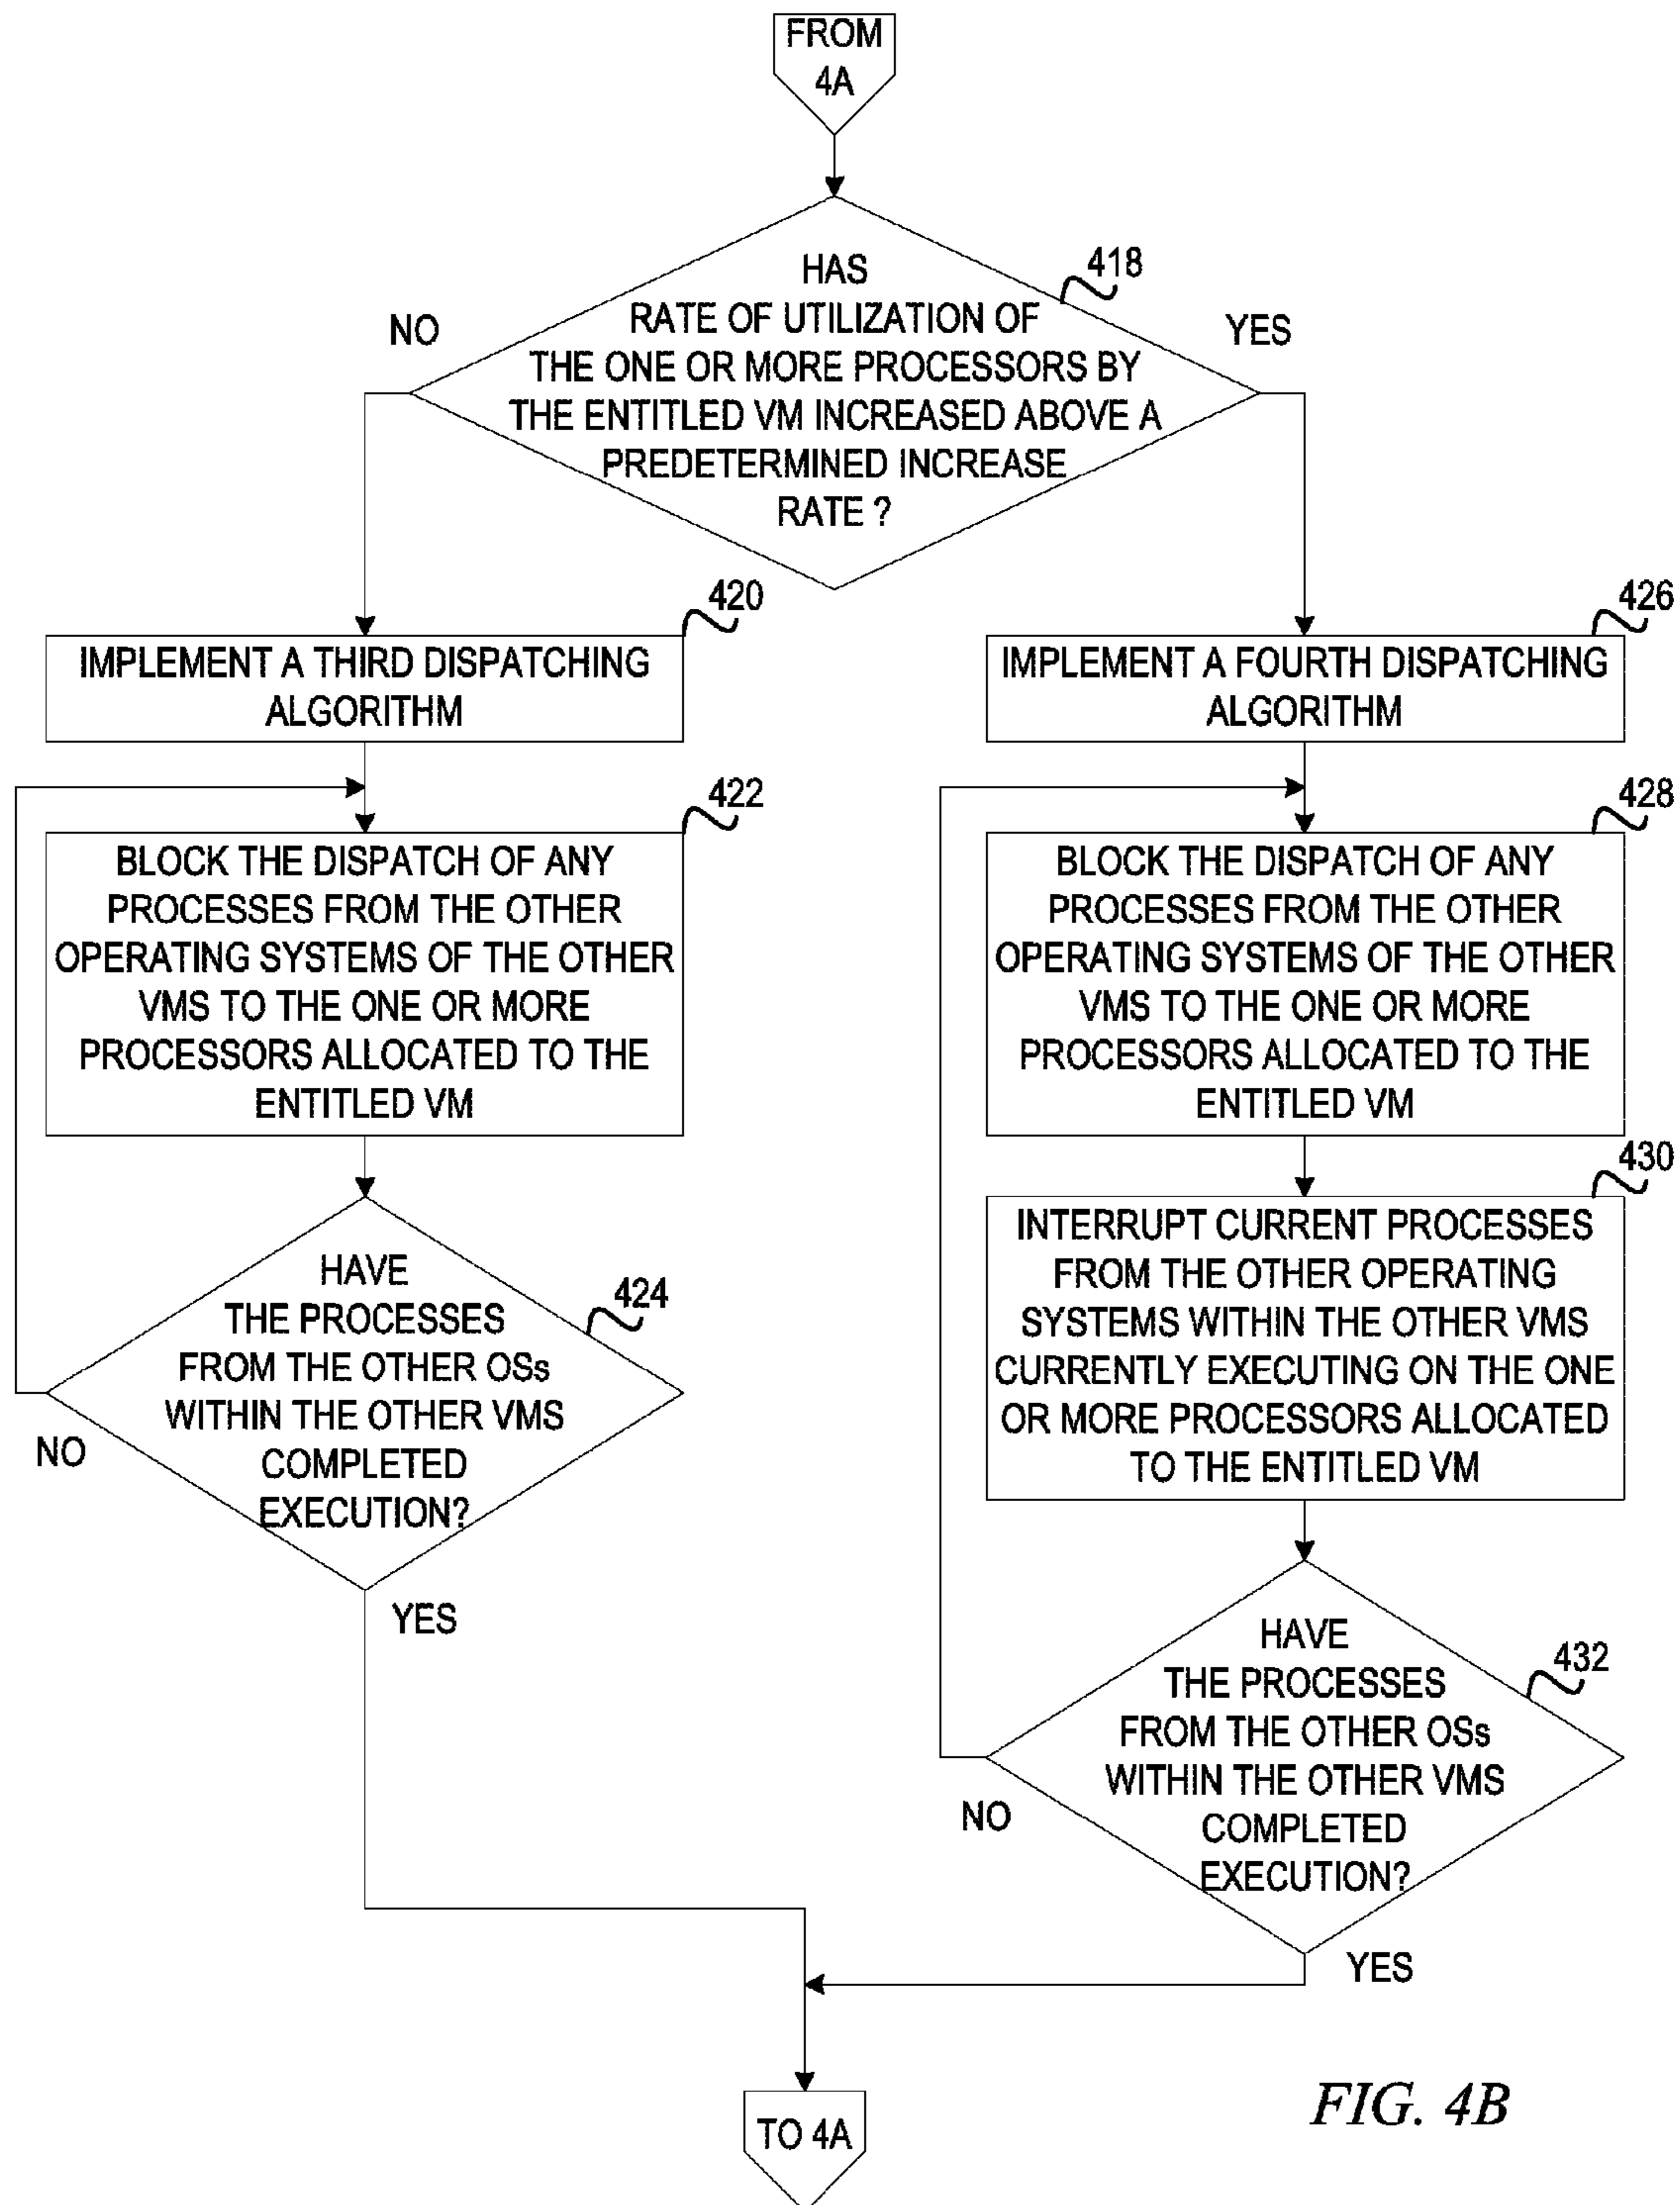 FROM
4A
HAS
RATE OF UTILIZATION OF
THE ONE OR MORE PROCESSORS BY
THE ENTITLED VM INCREASED ABOVE A
PREDETERMINED INCREASE
RATE ?
418
NO
YES
420
IMPLEMENT A THIRD DISPATCHING
ALGORITHM
422
BLOCK THE DISPATCH OF ANY
PROCESSES FROM THE OTHER
OPERATING SYSTEMS OF THE OTHER
VMS TO THE ONE OR MORE
PROCESSORS ALLOCATED TO THE
ENTITLED VM
HAVE
THE PROCESSES
FROM THE OTHER OSs
WITHIN THE OTHER VMS
COMPLETED
EXECUTION?
424
NO
YES
426
IMPLEMENT A FOURTH DISPATCHING
ALGORITHM
428
BLOCK THE DISPATCH OF ANY
PROCESSES FROM THE OTHER
OPERATING SYSTEMS OF THE OTHER
VMS TO THE ONE OR MORE
PROCESSORS ALLOCATED TO THE
ENTITLED VM
430
INTERRUPT CURRENT PROCESSES
FROM THE OTHER OPERATING
SYSTEMS WITHIN THE OTHER VMS
CURRENTLY EXECUTING ON THE ONE
OR MORE PROCESSORS ALLOCATED
TO THE ENTITLED VM
HAVE
THE PROCESSES
FROM THE OTHER OSs
WITHIN THE OTHER VMS
COMPLETED
EXECUTION?
432
NO
YES
TO 4A
FIG. 4B